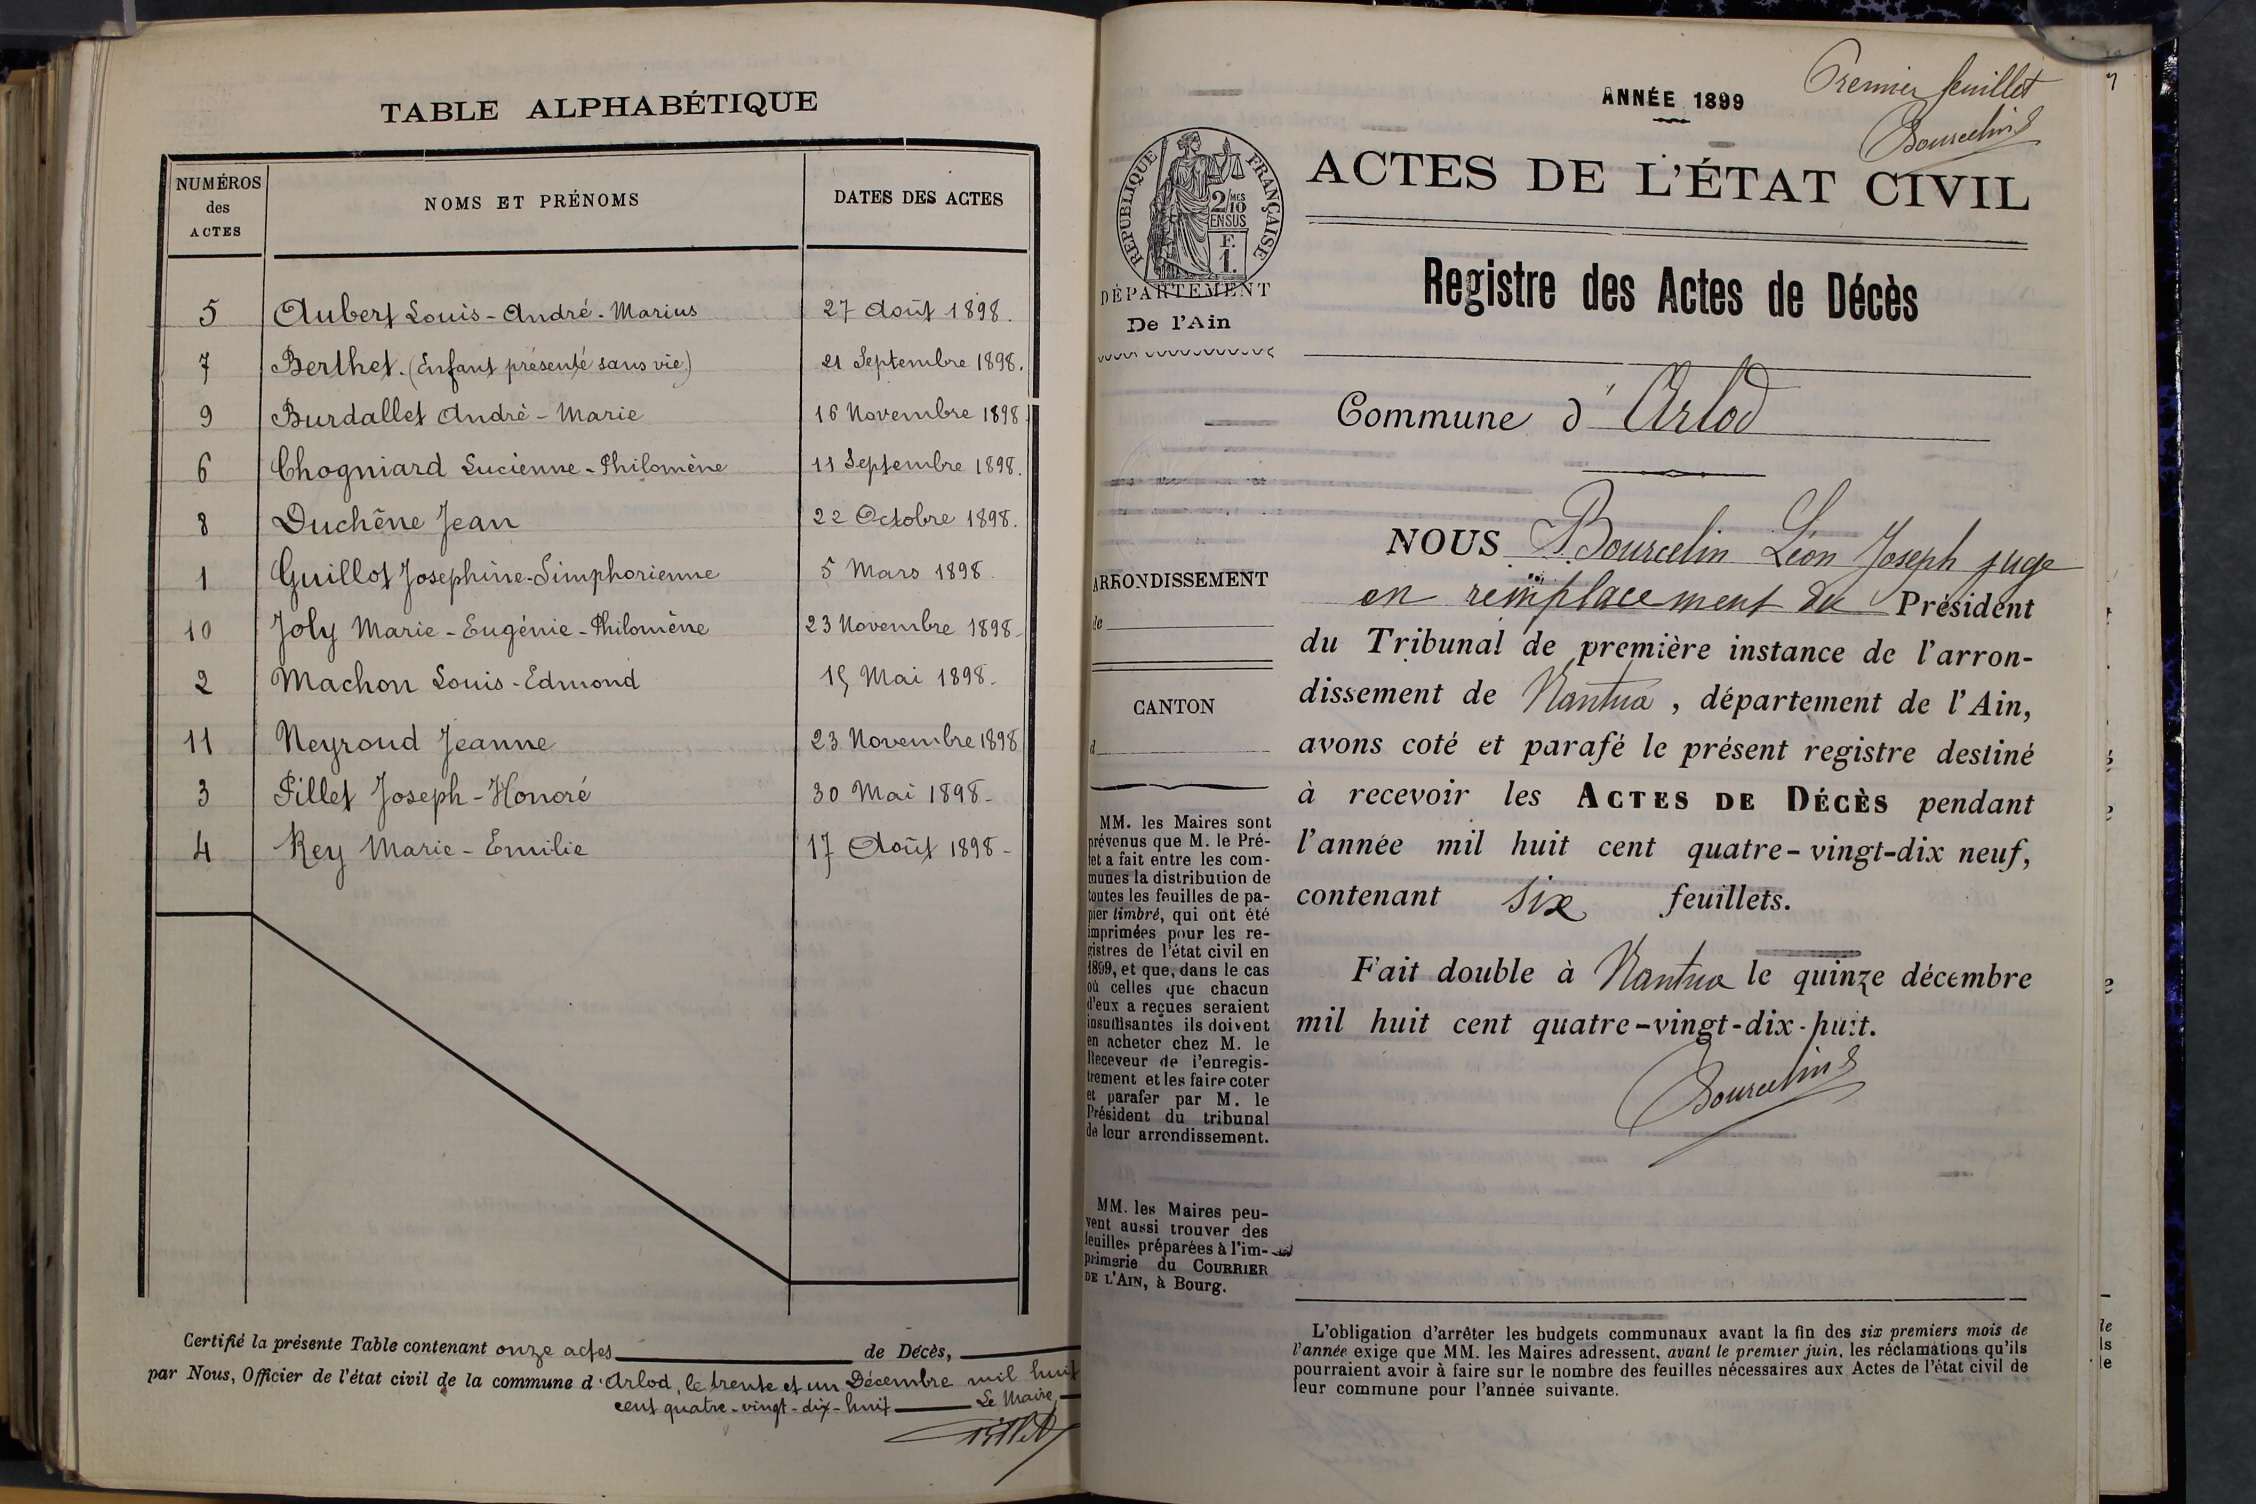 TABLE ALPHABÉTIQUE
NUMÉROS des ACTES
NOMS ET PRÉNOMS
DATES DES ACTES
5 Aubert Louis-André-Marius 27 Août 1898.
7 Berthet. (Enfant présenté sans vie) 21 Septembre 1898.
9 Burdallet André-Marie 16 Novembre 1898
6 Chogniard Lucienne-Philomène 11 Septembre 1898.
8 Duchêne Jean 22 Octobre 1898.
1 Guillot Josephine-Simphorienne 5 Mars 1898.
10 Joly Marie-Eugénie-Philomène 23 Novembre 1898-
2 Machon Louis-Edmond 15 Mai 1898-
11 Neyroud Jeanne 23 Novembre 1898
3 Pillet Joseph-Honoré 30 Mai 1898-
4 Rey Marie-Emilie 17 Août 1898-
Certifié la présente Table contenant onze actes de Décès,
par Nous, Officier de l'état civil de la commune d'Arlod, le trente et un Décembre mil huit
cent quatre-vingt-dix-huit Le Maire
Pillet
Premier feuillet
Bourcelin
ANNÉE 1899
ACTES DE L'ÉTAT CIVIL
RÉPUBLIQUE FRANÇAISE
2/10 MES
EN SUS
F.
1.
DÉPARTEMENT
De l'Ain
Registre des Actes de Décès
Commune d'Arlod
ARRONDISSEMENT
de
CANTON
d
MM. les Maires sont
prévenus que M. le Pré-
fet a fait entre les com-
munes la distribution de
toutes les feuilles de pa-
pier timbré, qui ont été
imprimées pour les re-
gistres de l'état civil en
1899, et que, dans le cas
où celles que chacun
d'eux a reçues seraient
insuffisantes ils doivent
en acheter chez M. le
Receveur de l'enregis-
trement et les faire coter
et parafer par M. le
Président du tribunal
de leur arrondissement.
MM. les Maires peu-
vent aussi trouver des
feuilles préparées à l'im-
primerie du COURRIER
DE L'AIN, à Bourg.
NOUS Bourcelin Léon Joseph juge
en remplacement du Président
du Tribunal de première instance de l'arron-
dissement de Nantua, département de l'Ain,
avons coté et parafé le présent registre destiné
à recevoir les ACTES DE DÉCÈS pendant
l'année mil huit cent quatre-vingt-dix neuf,
contenant six feuillets.
Fait double à Nantua le quinze décembre
mil huit cent quatre-vingt-dix-huit.
Bourcelin
L'obligation d'arrêter les budgets communaux avant la fin des six premiers mois de
l'année exige que MM. les Maires adressent, avant le premier juin, les réclamations qu'ils
pourraient avoir à faire sur le nombre des feuilles nécessaires aux Actes de l'état civil de
leur commune pour l'année suivante.